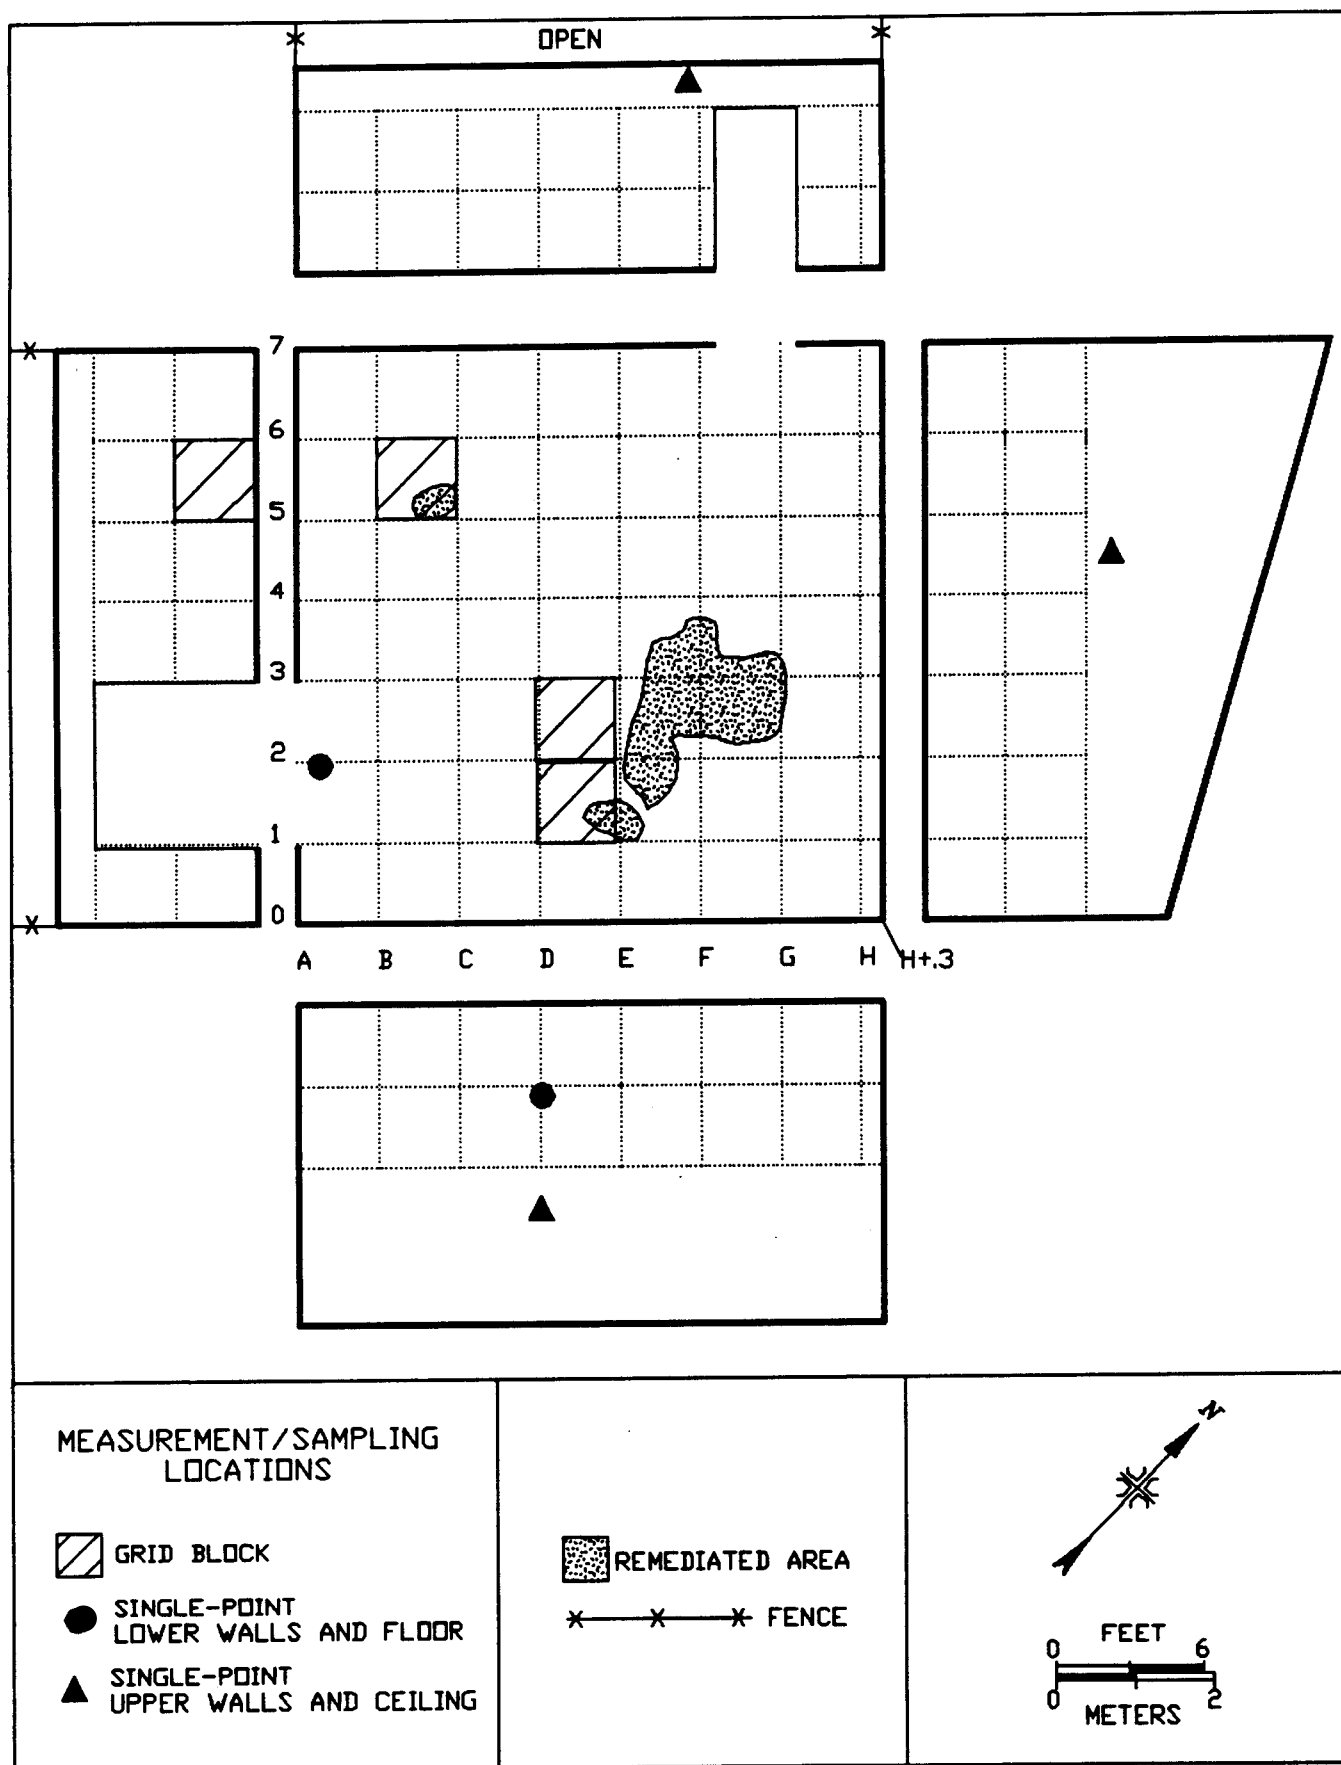 OPEN
7
6
5
4
3
2
1
0
A B C D E F G H H+.3
MEASUREMENT/SAMPLING
LOCATIONS
GRID BLOCK
SINGLE-POINT
LOWER WALLS AND FLOOR
SINGLE-POINT
UPPER WALLS AND CEILING
REMEDIATED AREA
FENCE
N
FEET
0 6
0 2
METERS